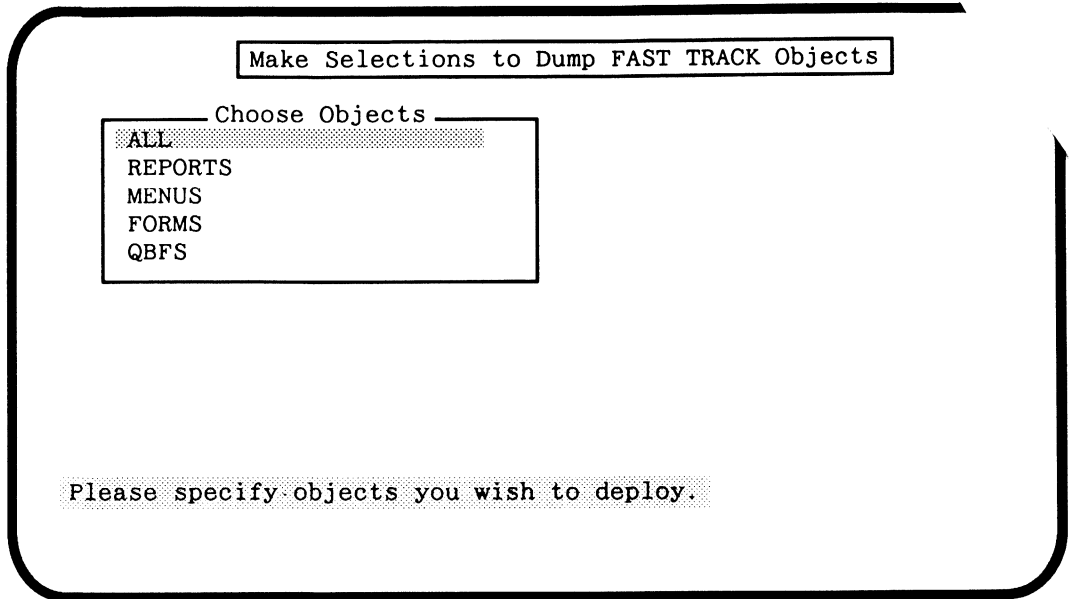 Make Selections to Dump FAST TRACK Objects
Choose Objects
ALL
REPORTS
MENUS
FORMS
QBFS
Please specify objects you wish to deploy.